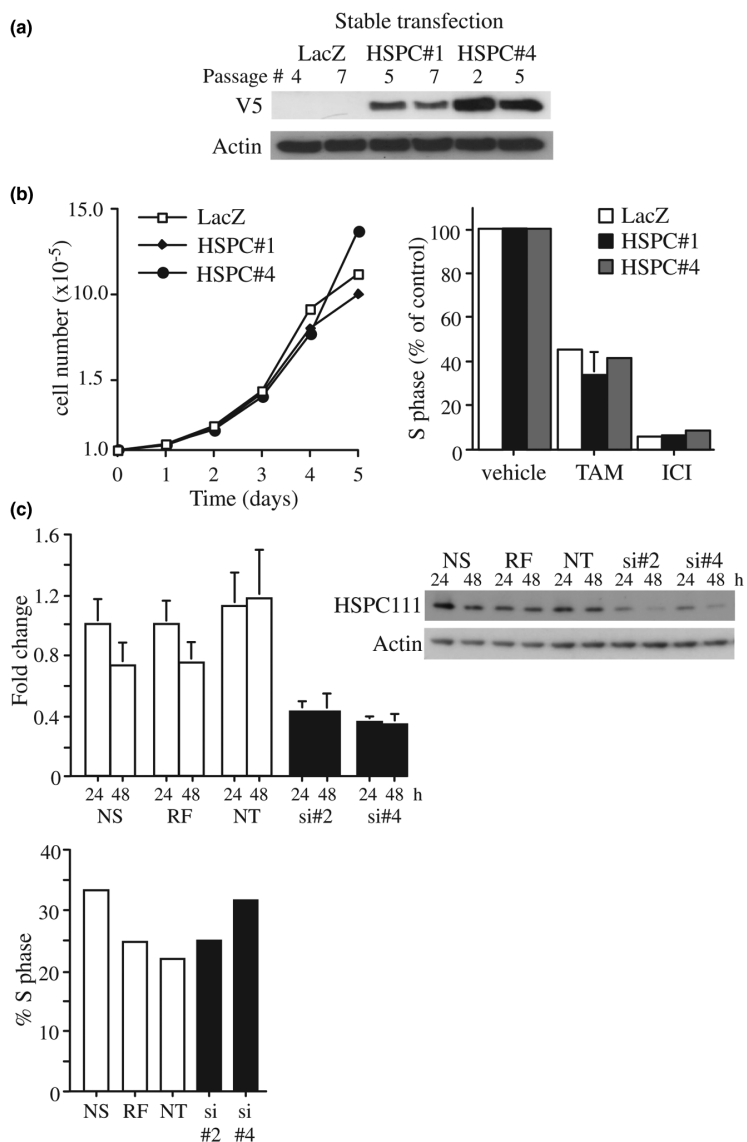 (a)
Stable transfection
LacZ HSPC#1 HSPC#4
Passage # 4 7 5 7 2 5
V5
Actin
(b)
cell number (x10⁻⁵)
15.0
10.0
1.5
1.0
LacZ
HSPC#1
HSPC#4
0 1 2 3 4 5
Time (days)
S phase (% of control)
100
80
60
40
20
0
LacZ
HSPC#1
HSPC#4
vehicle TAM ICI
(c)
Fold change
1.6
1.2
0.8
0.4
0
24 48 24 48 24 48 24 48 24 48 h
NS RF NT si#2 si#4
NS RF NT si#2 si#4
24 48 24 48 24 48 24 48 24 48 h
HSPC111
Actin
% S phase
40
30
20
10
0
NS RF NT si si
#2 #4